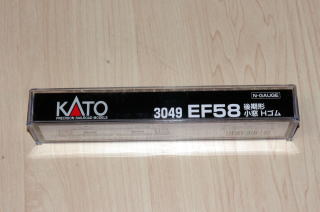 KATO
PRECISION RAILROAD MODELS
3049 EF58 後期形
小窓 Hゴム
N-GAUGE